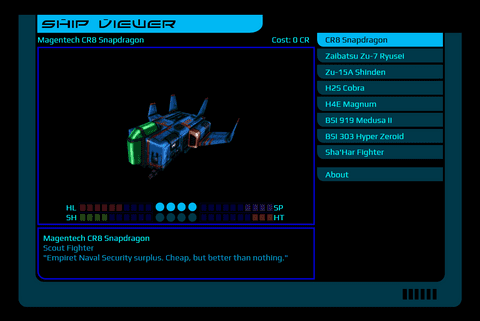 SHIP VIEWER
Magentech CR8 Snapdragon
Cost: 0 CR
CR8 Snapdragon
Zaibatsu Zu-7 Ryusei
Zu-15A Shinden
H2S Cobra
H4E Magnum
BSI 919 Medusa II
BSI 303 Hyper Zeroid
Sha'Har Fighter
About
HL
SP
SH
HT
Magentech CR8 Snapdragon
Scout Fighter
"Empiret Naval Security surplus. Cheap, but better than nothing."